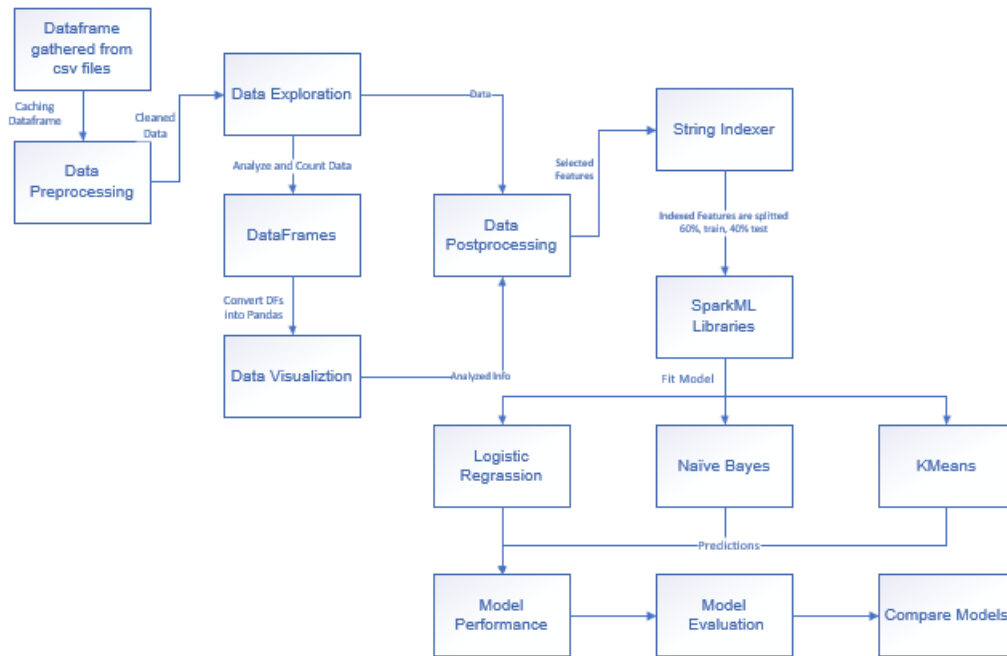 Dataframe
gathered from
csv files
Caching
Dataframe
Data
Preprocessing
Cleaned
Data
Data Exploration
Analyze and Count Data
DataFrames
Convert DFs
into Pandas
Data Visualiztion
Data
Analyzed Info
Data
Postprocessing
Selected
Features
String Indexer
Indexed Features are splitted
60%, train, 40% test
SparkML
Libraries
Fit Model
Logistic
Regrassion
Naïve Bayes
KMeans
Predictions
Model
Performance
Model
Evaluation
Compare Models